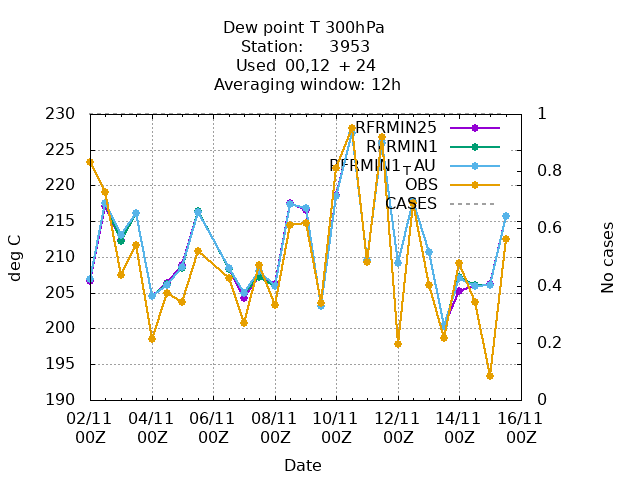 Dew point T 300hPa
Station: 3953
Used 00,12 + 24
Averaging window: 12h
230
225
220
215
210
205
200
195
190
deg C
1
0.8
0.6
0.4
0.2
0
No cases
RFRMIN25
RFRMIN1
RFRMIN1_AU
OBS
CASES
02/11 04/11 06/11 08/11 10/11 12/11 14/11 16/11
00Z 00Z 00Z 00Z 00Z 00Z 00Z 00Z
Date